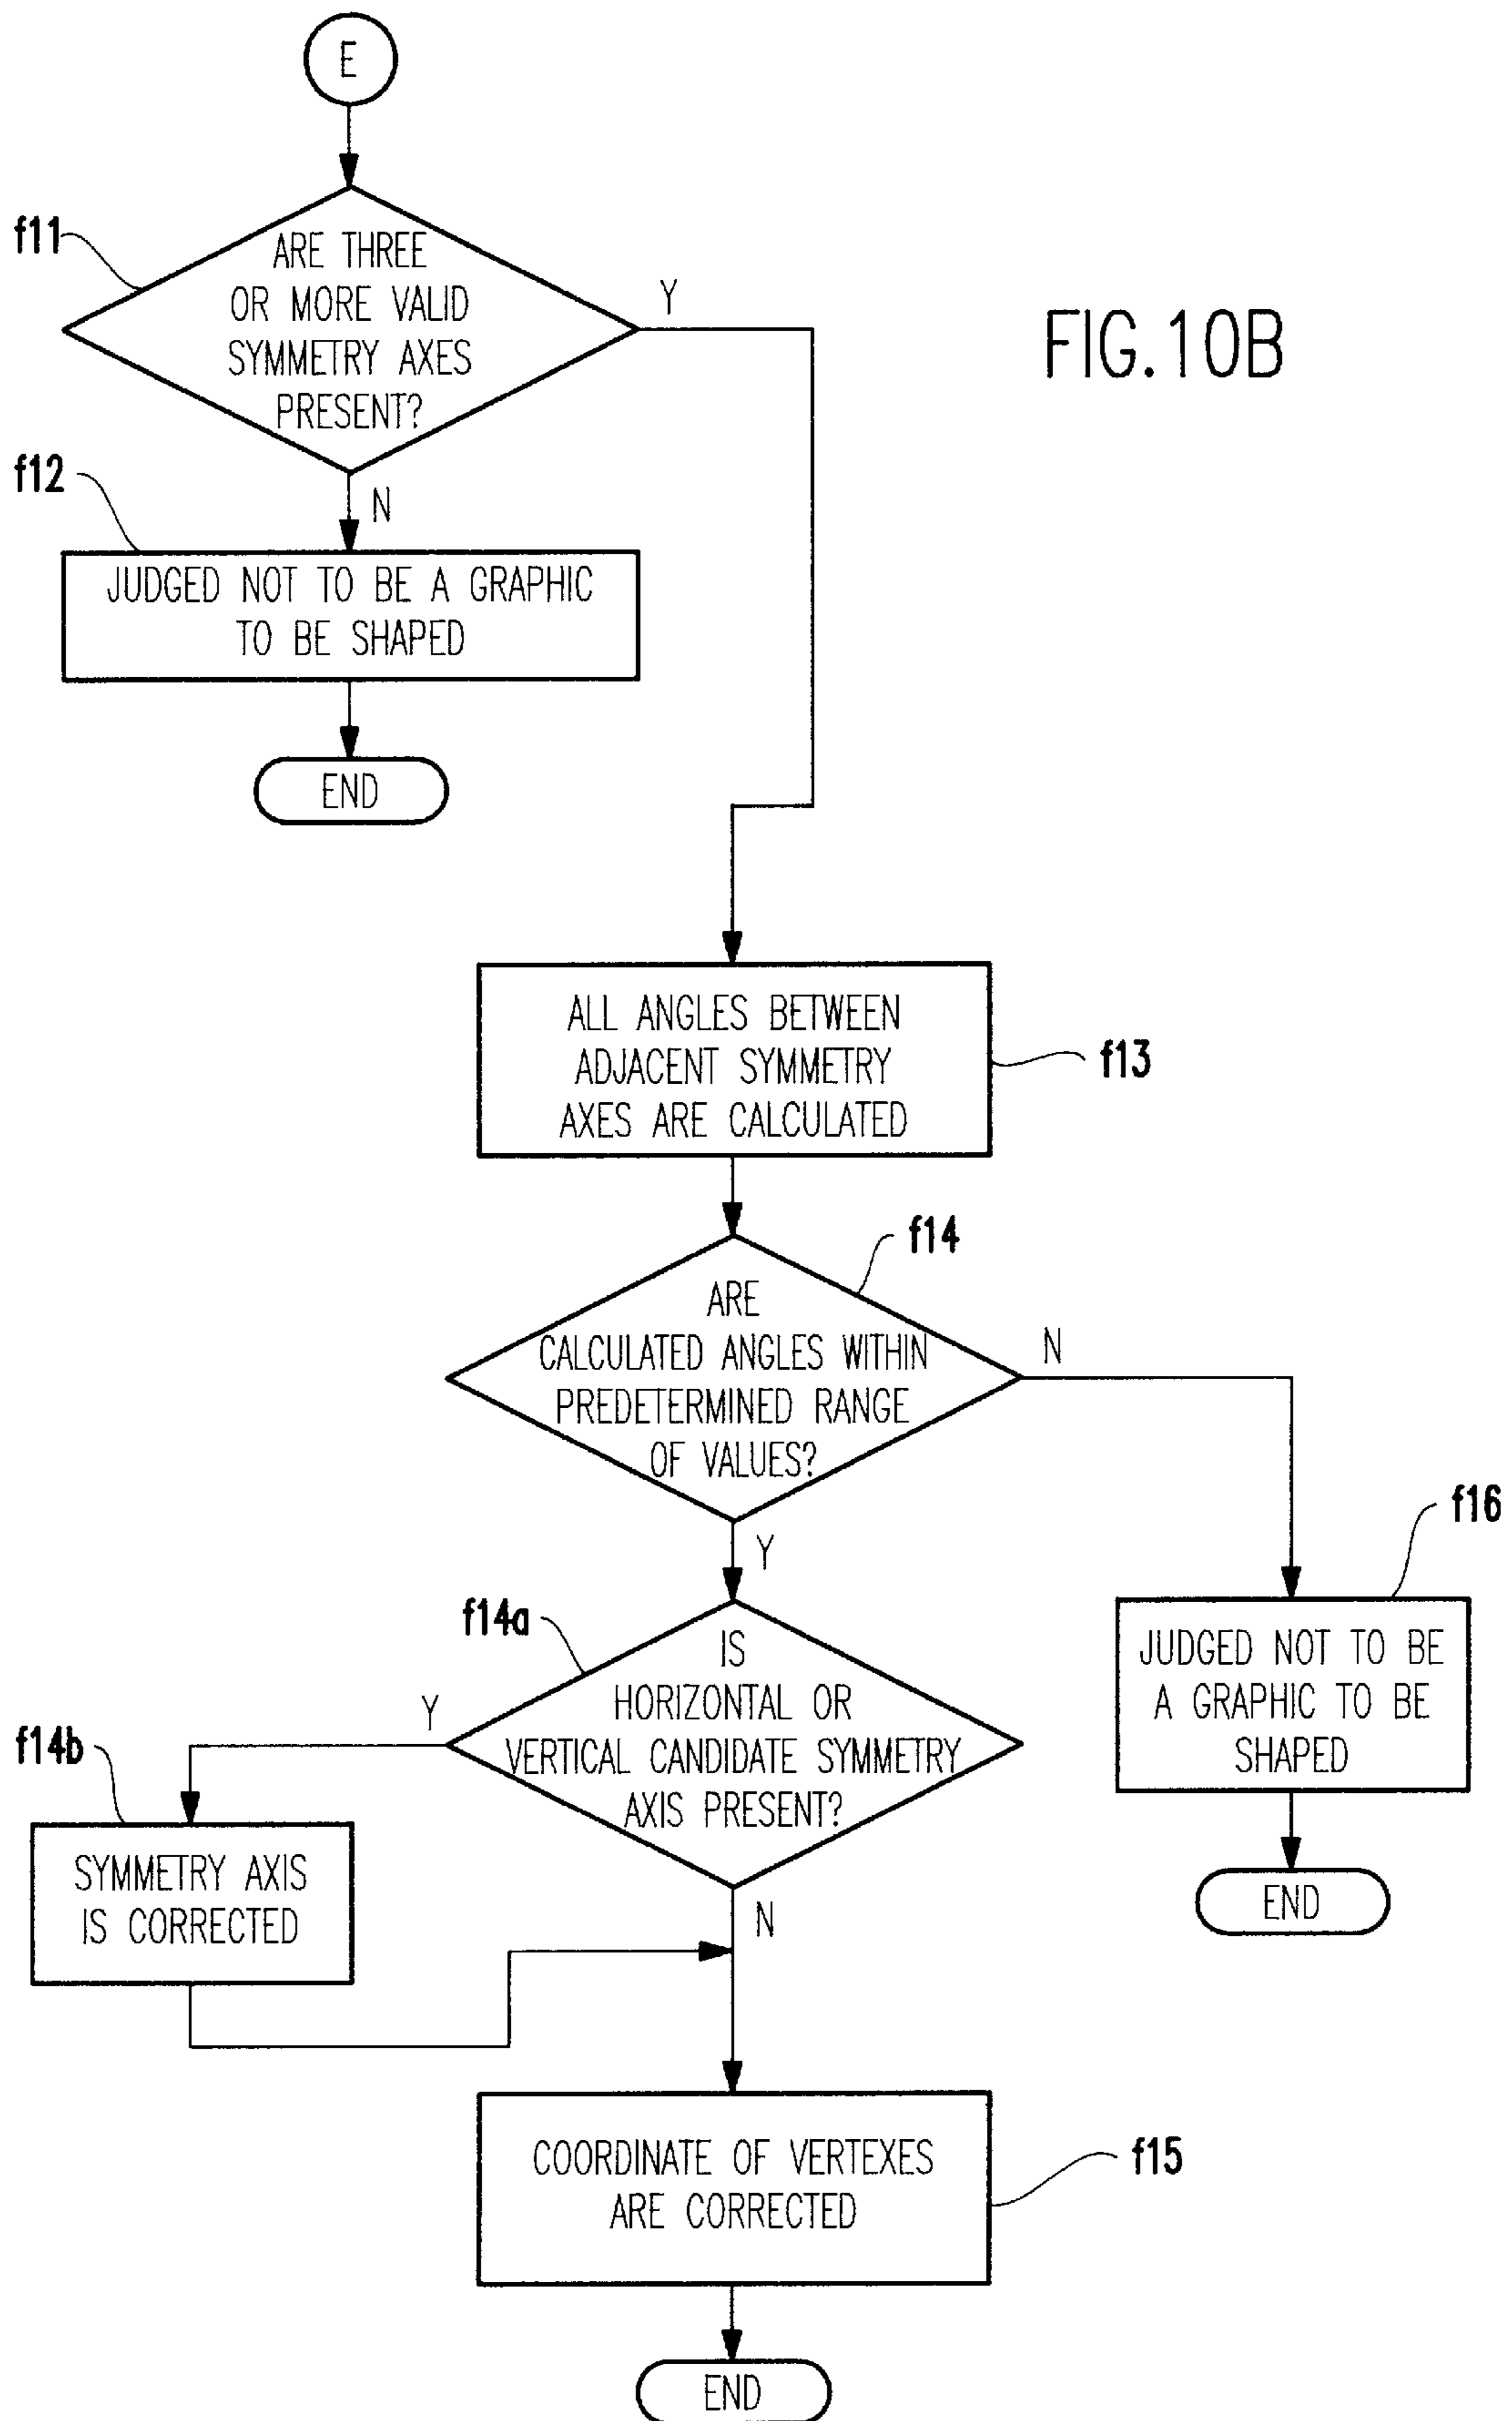 E
f11
ARE THREE
OR MORE VALID
SYMMETRY AXES
PRESENT?
Y
FIG.10B
f12
N
JUDGED NOT TO BE A GRAPHIC
TO BE SHAPED
END
ALL ANGLES BETWEEN
ADJACENT SYMMETRY
AXES ARE CALCULATED
f13
f14
ARE
CALCULATED ANGLES WITHIN
PREDETERMINED RANGE
OF VALUES?
N
Y
f16
JUDGED NOT TO BE
A GRAPHIC TO BE
SHAPED
END
f14a
IS
HORIZONTAL OR
VERTICAL CANDIDATE SYMMETRY
AXIS PRESENT?
Y
f14b
SYMMETRY AXIS
IS CORRECTED
N
COORDINATE OF VERTEXES
ARE CORRECTED
f15
END